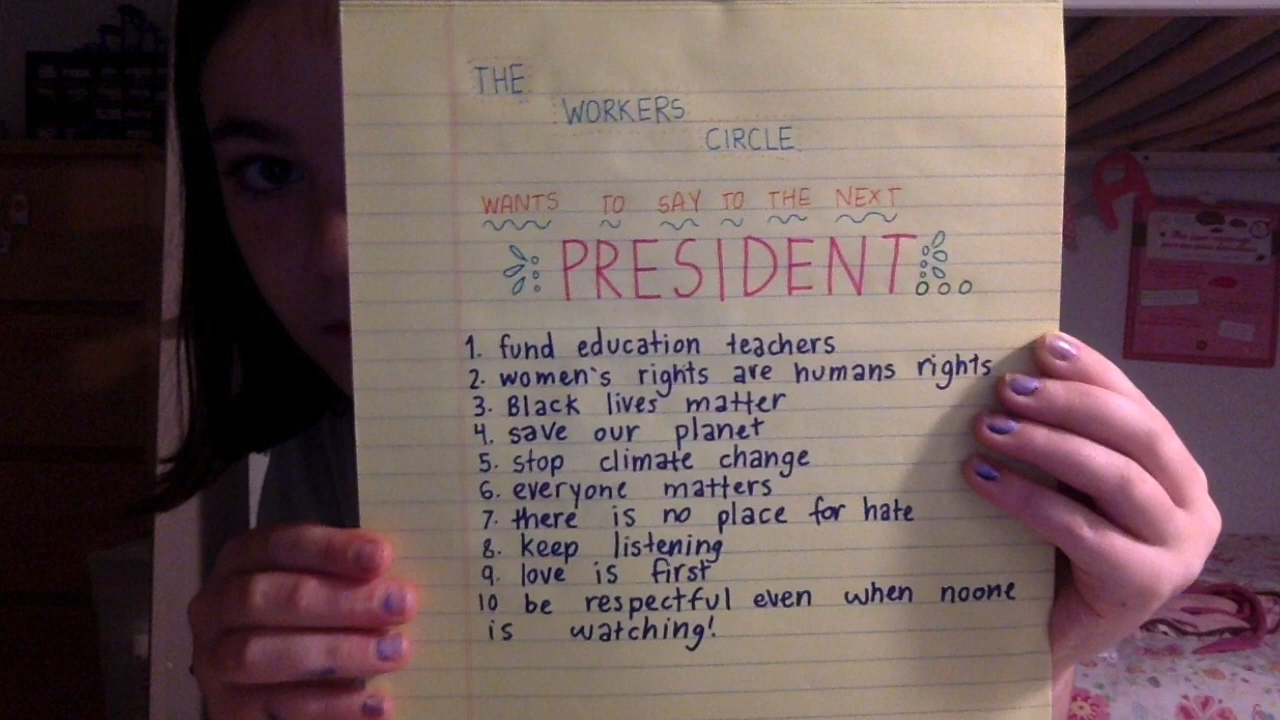 THE
WORKERS
CIRCLE
WANTS TO SAY TO THE NEXT
PRESIDENT
1. fund education teachers
2. women's rights are humans rights
3. Black lives matter
4. save our planet
5. stop climate change
6. everyone matters
7. there is no place for hate
8. keep listening
9. love is first
10 be respectful even when noone
is watching!